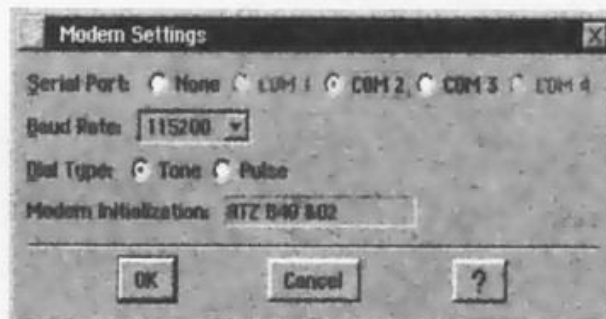 Modem Settings
Serial Port: None COM 1 COM 2 COM 3 COM 4
Baud Rate: 115200
Dial Type: Tone Pulse
Modem Initialization: ATZ
OK Cancel ?